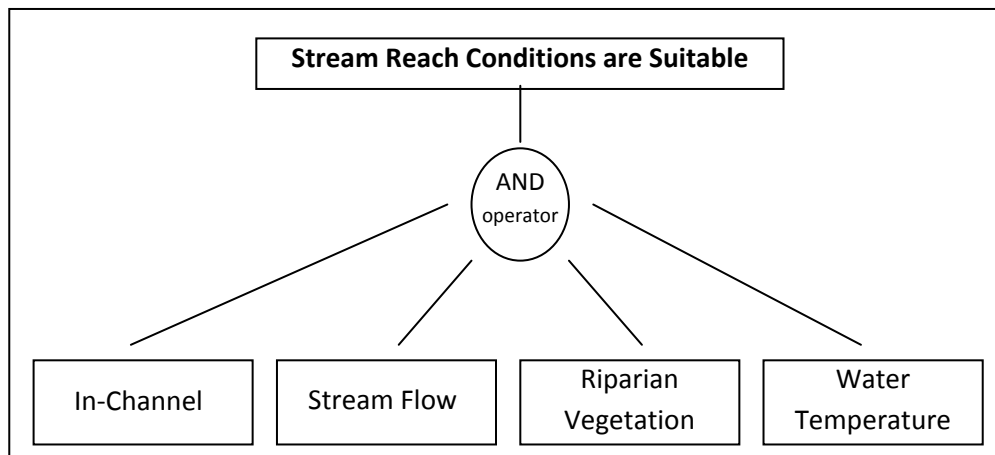 Stream Reach Conditions are Suitable
AND
operator
In-Channel
Stream Flow
Riparian
Vegetation
Water
Temperature